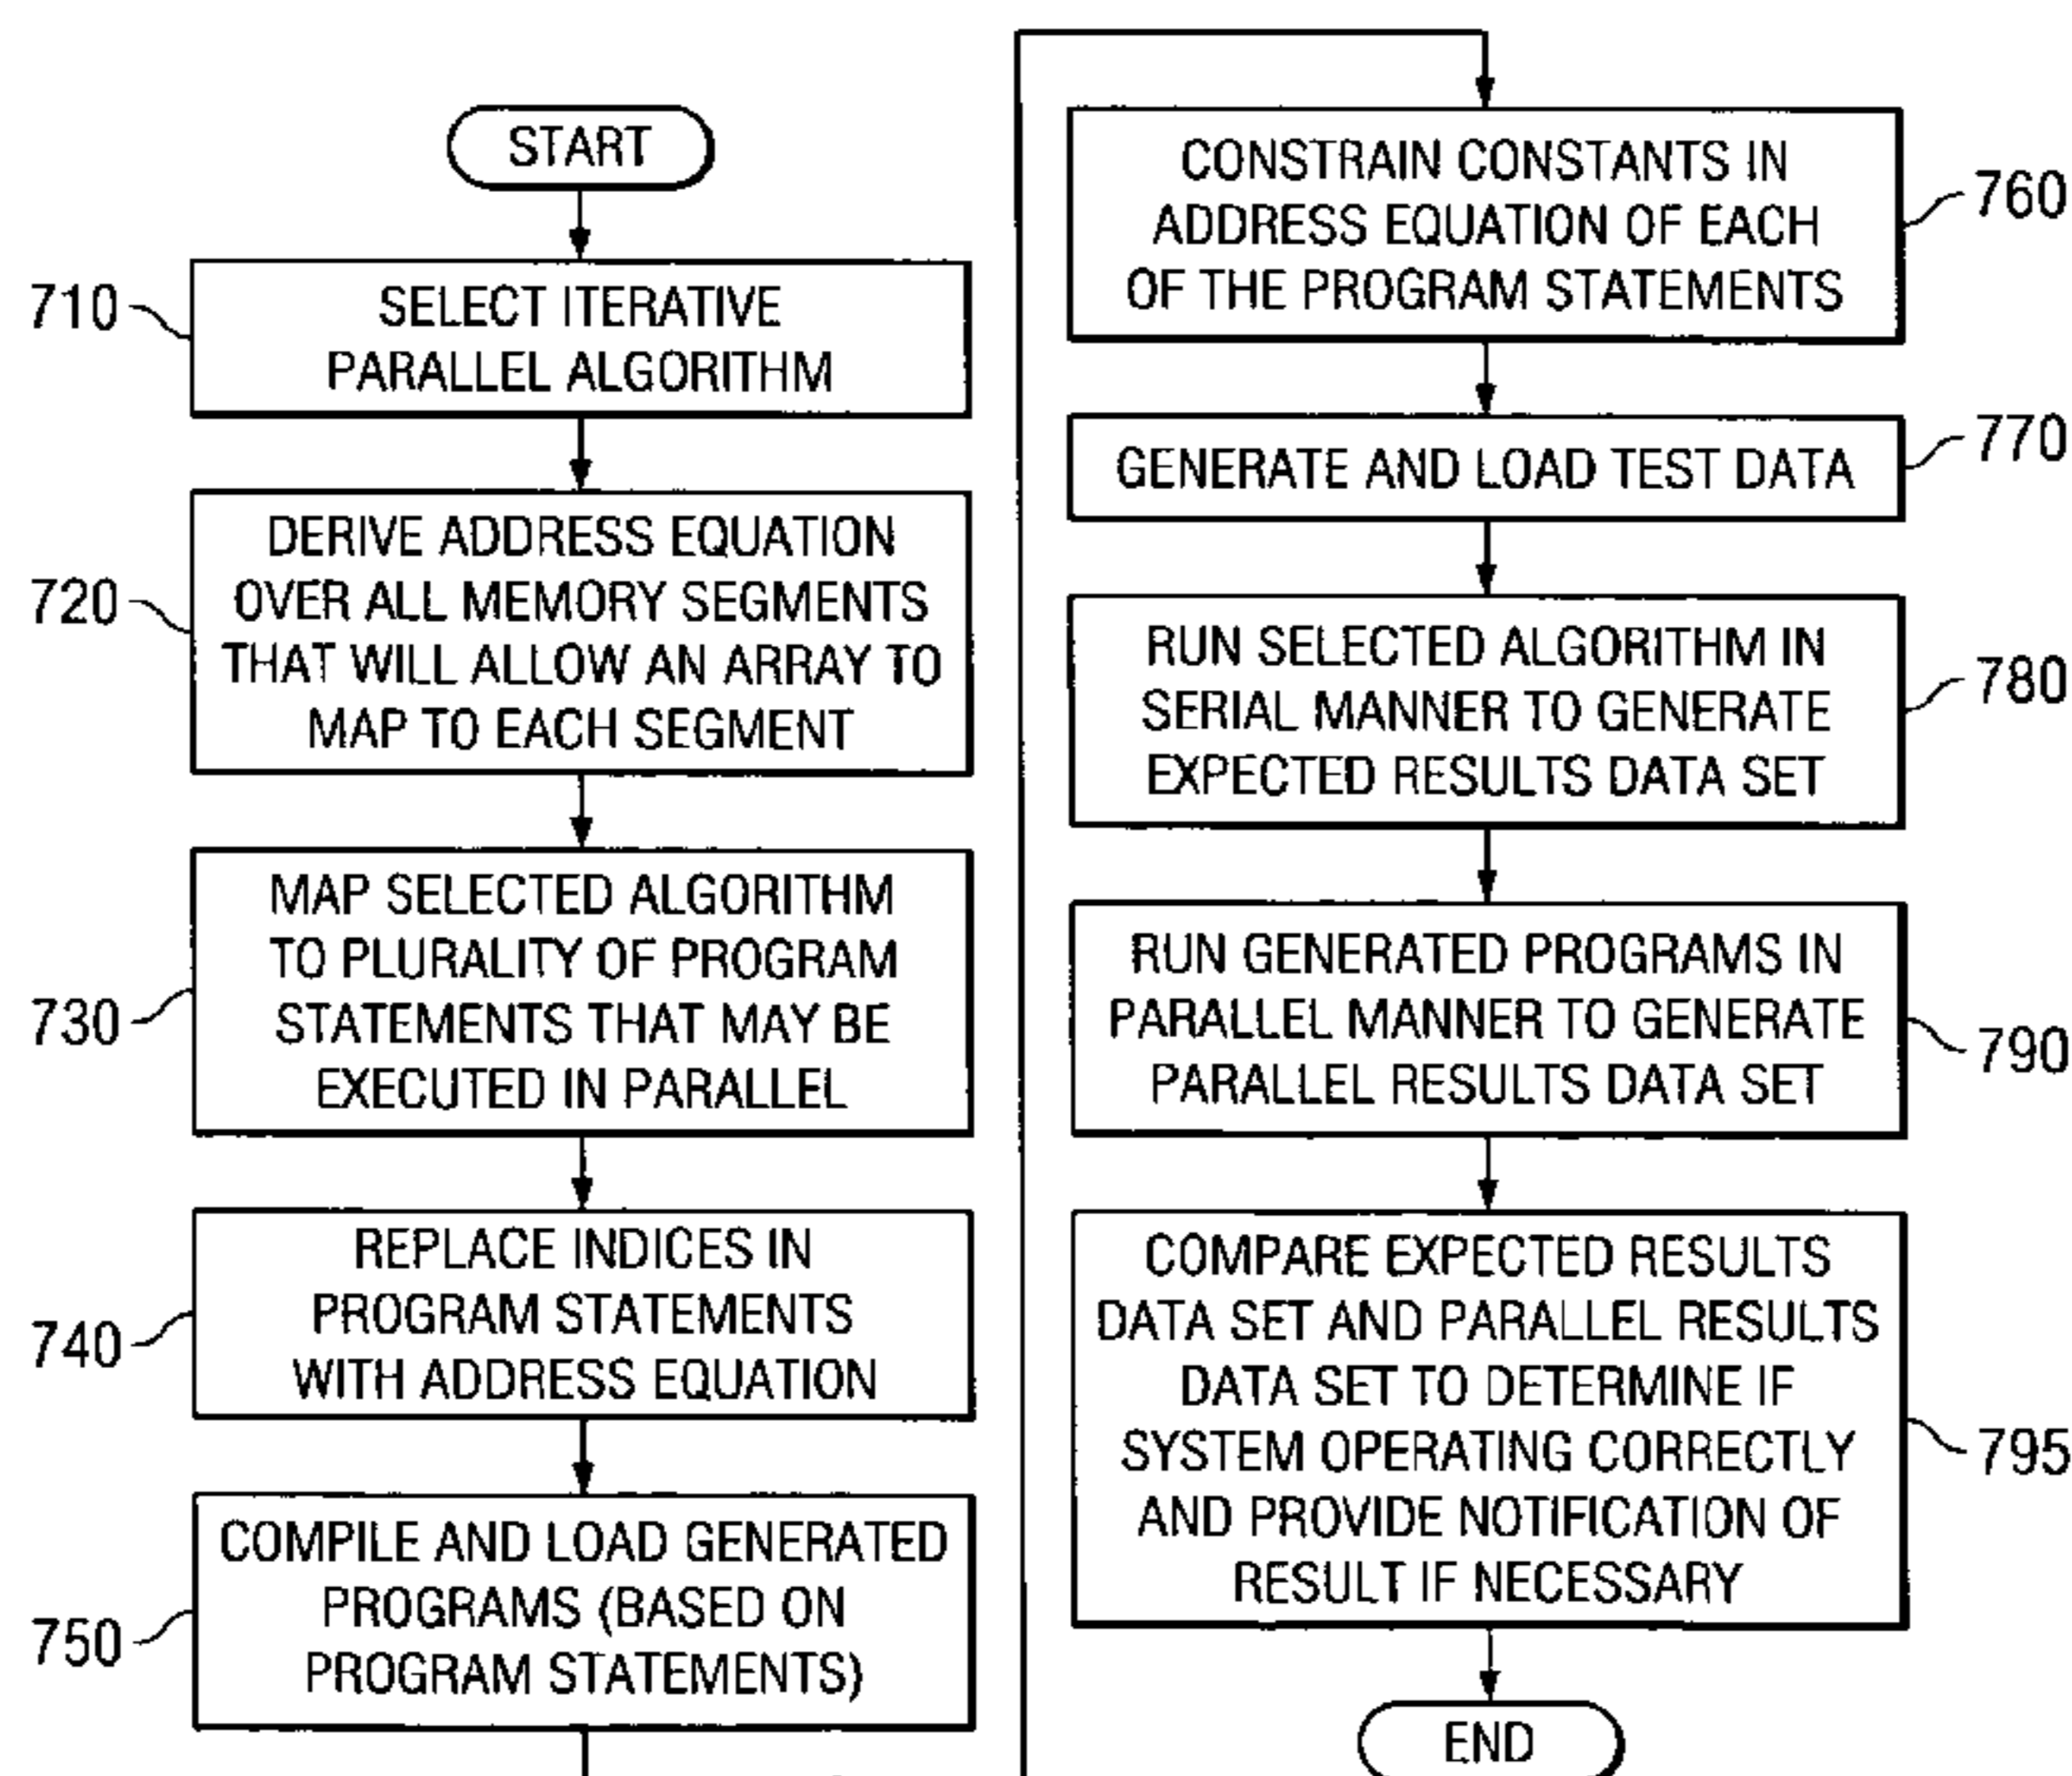 START
710
SELECT ITERATIVE
PARALLEL ALGORITHM
720
DERIVE ADDRESS EQUATION
OVER ALL MEMORY SEGMENTS
THAT WILL ALLOW AN ARRAY TO
MAP TO EACH SEGMENT
730
MAP SELECTED ALGORITHM
TO PLURALITY OF PROGRAM
STATEMENTS THAT MAY BE
EXECUTED IN PARALLEL
740
REPLACE INDICES IN
PROGRAM STATEMENTS
WITH ADDRESS EQUATION
750
COMPILE AND LOAD GENERATED
PROGRAMS (BASED ON
PROGRAM STATEMENTS)
CONSTRAIN CONSTANTS IN
ADDRESS EQUATION OF EACH
OF THE PROGRAM STATEMENTS
760
GENERATE AND LOAD TEST DATA
770
RUN SELECTED ALGORITHM IN
SERIAL MANNER TO GENERATE
EXPECTED RESULTS DATA SET
780
RUN GENERATED PROGRAMS IN
PARALLEL MANNER TO GENERATE
PARALLEL RESULTS DATA SET
790
COMPARE EXPECTED RESULTS
DATA SET AND PARALLEL RESULTS
DATA SET TO DETERMINE IF
SYSTEM OPERATING CORRECTLY
AND PROVIDE NOTIFICATION OF
RESULT IF NECESSARY
795
END